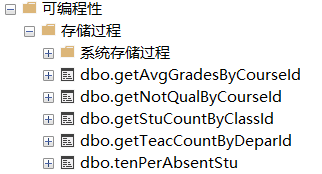 可编程性
存储过程
系统存储过程
dbo.getAvgGradesByCourseId
dbo.getNotQualByCourseId
dbo.getStuCountByClassId
dbo.getTeacCountByDeparId
dbo.tenPerAbsentStu